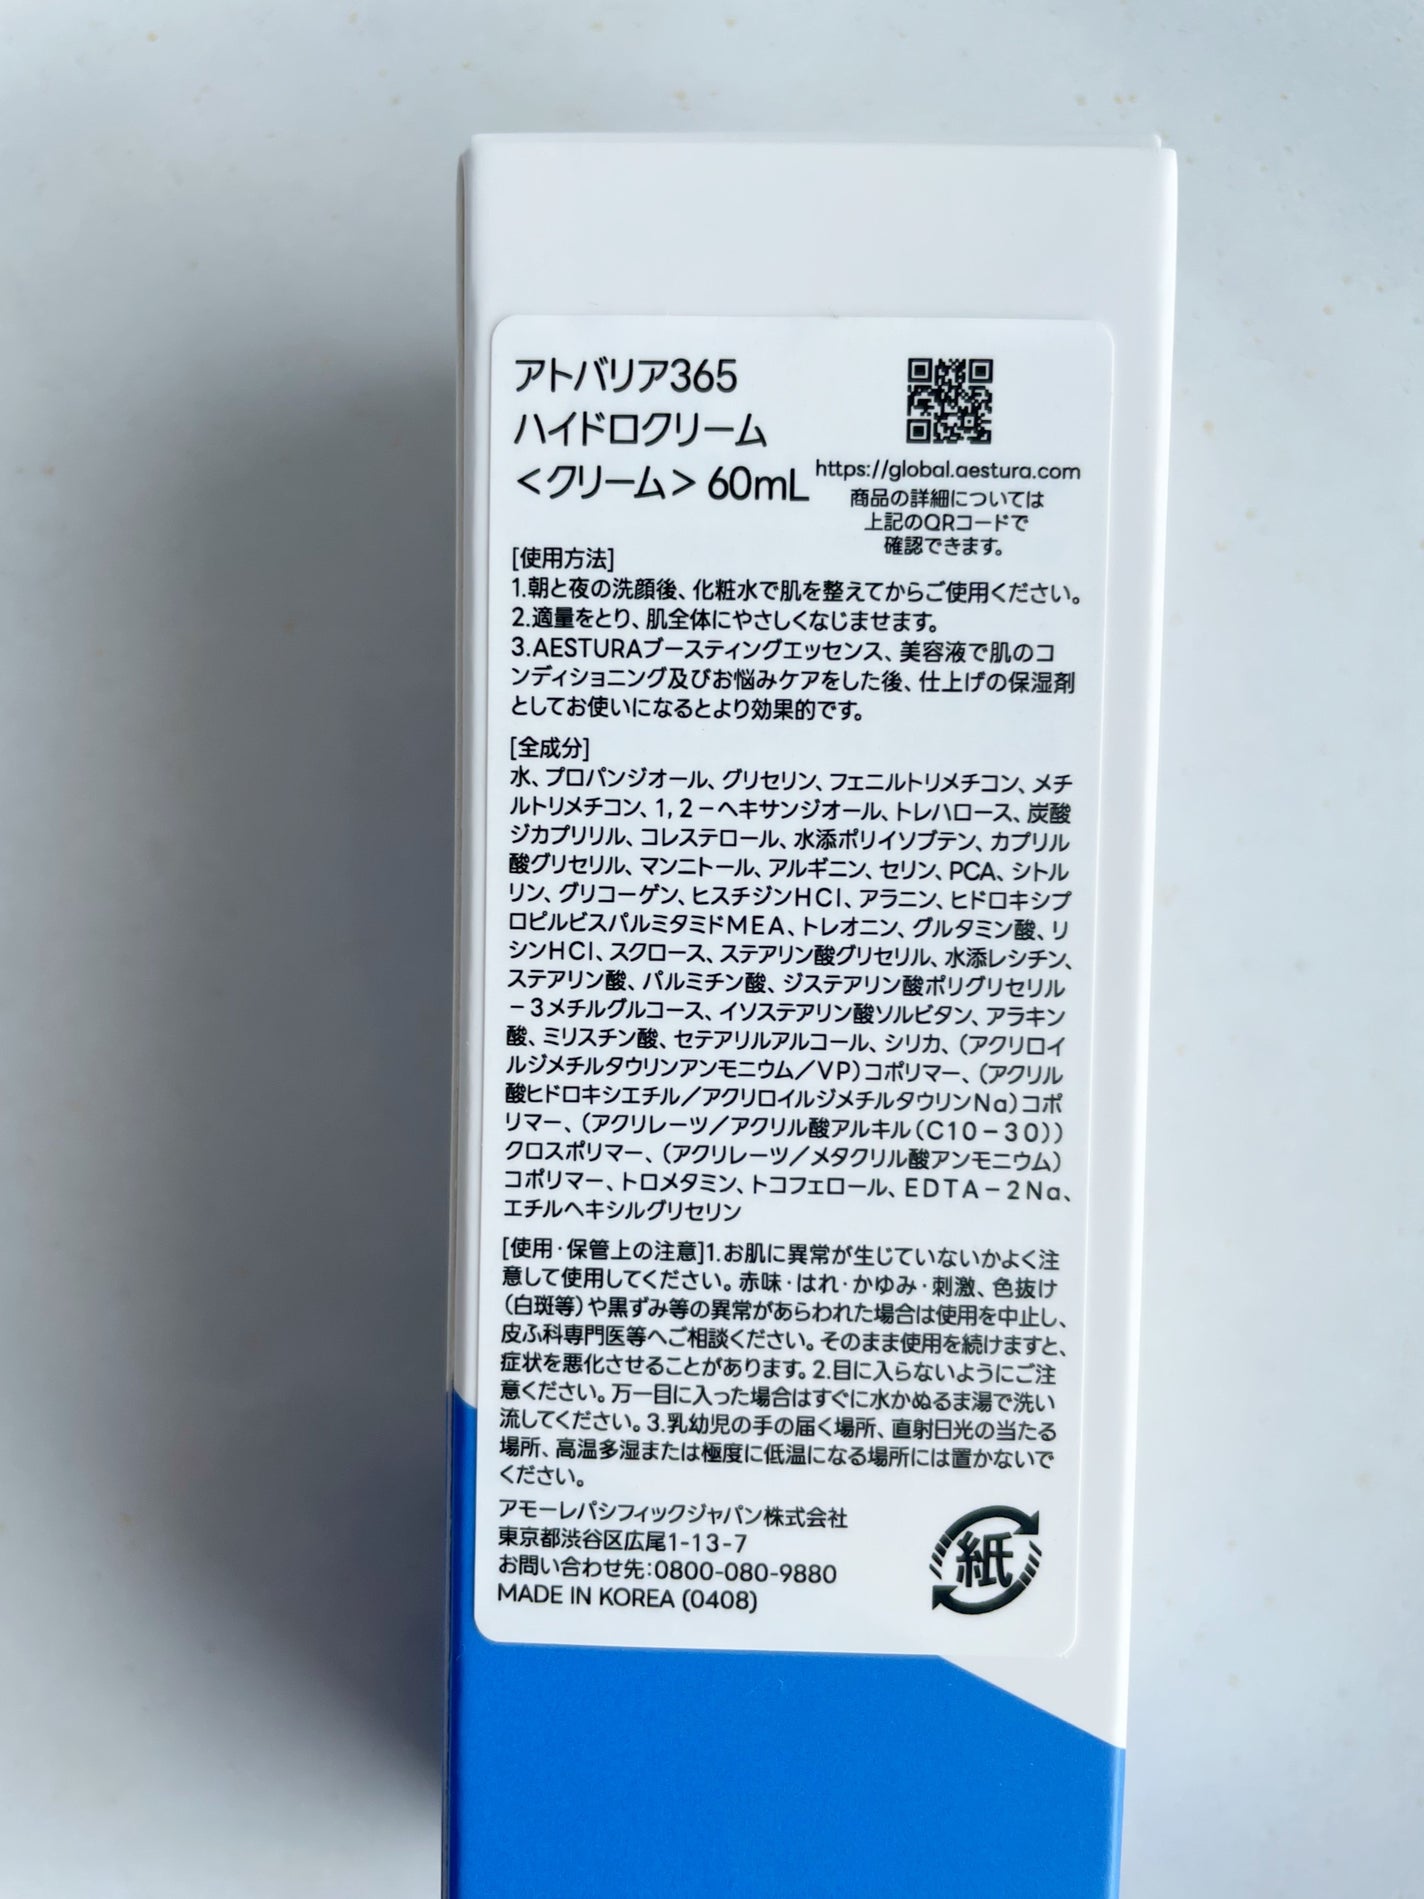 アトバリア365
ハイドロクリーム
<クリーム> 60mL
https://global.aestura.com
商品の詳細については
上記のQRコードで
確認できます。
[使用方法]
1.朝と夜の洗顔後、化粧水で肌を整えてからご使用ください。
2.適量をとり、肌全体にやさしくなじませます。
3.AESTURAブースティングエッセンス、美容液で肌のコ
ンディショニング及びお悩みケアをした後、仕上げの保湿剤
としてお使いになるとより効果的です。
[全成分]
水、プロパンジオール、グリセリン、フェニルトリメチコン、メチ
ルトリメチコン、1,2－ヘキサンジオール、トレハロース、炭酸
ジカプリリル、コレステロール、水添ポリイソブテン、カプリル
酸グリセリル、マンニトール、アルギニン、セリン、PCA、シトル
リン、グリコーゲン、ヒスチジンHCl、アラニン、ヒドロキシプ
ロピルビスパルミタミドMEA、トレオニン、グルタミン酸、リ
シンHCl、スクロース、ステアリン酸グリセリル、水添レシチン、
ステアリン酸、パルミチン酸、ジステアリン酸ポリグリセリル
－3メチルグルコース、イソステアリン酸ソルビタン、アラキン
酸、ミリスチン酸、セテアリルアルコール、シリカ、(アクリロイ
ルジメチルタウリンアンモニウム／VP)コポリマー、(アクリル
酸ヒドロキシエチル／アクリロイルジメチルタウリンNa)コポ
リマー、(アクリレーツ／アクリル酸アルキル(C10－30))
クロスポリマー、(アクリレーツ／メタクリル酸アンモニウム)
コポリマー、トロメタミン、トコフェロール、EDTA－2Na、
エチルヘキシルグリセリン
[使用・保管上の注意]1.お肌に異常が生じていないかよく注
意して使用してください。赤味・はれ・かゆみ・刺激、色抜け
(白斑等)や黒ずみ等の異常があらわれた場合は使用を中止し、
皮ふ科専門医等へご相談ください。そのまま使用を続けますと、
症状を悪化させることがあります。2.目に入らないようにご注
意ください。万一目に入った場合はすぐに水かぬるま湯で洗い
流してください。3.乳幼児の手の届く場所、直射日光の当たる
場所、高温多湿または極度に低温になる場所には置かないで
ください。
アモーレパシフィックジャパン株式会社
東京都渋谷区広尾1-13-7
お問い合わせ先:0800-080-9880
MADE IN KOREA (0408)
紙